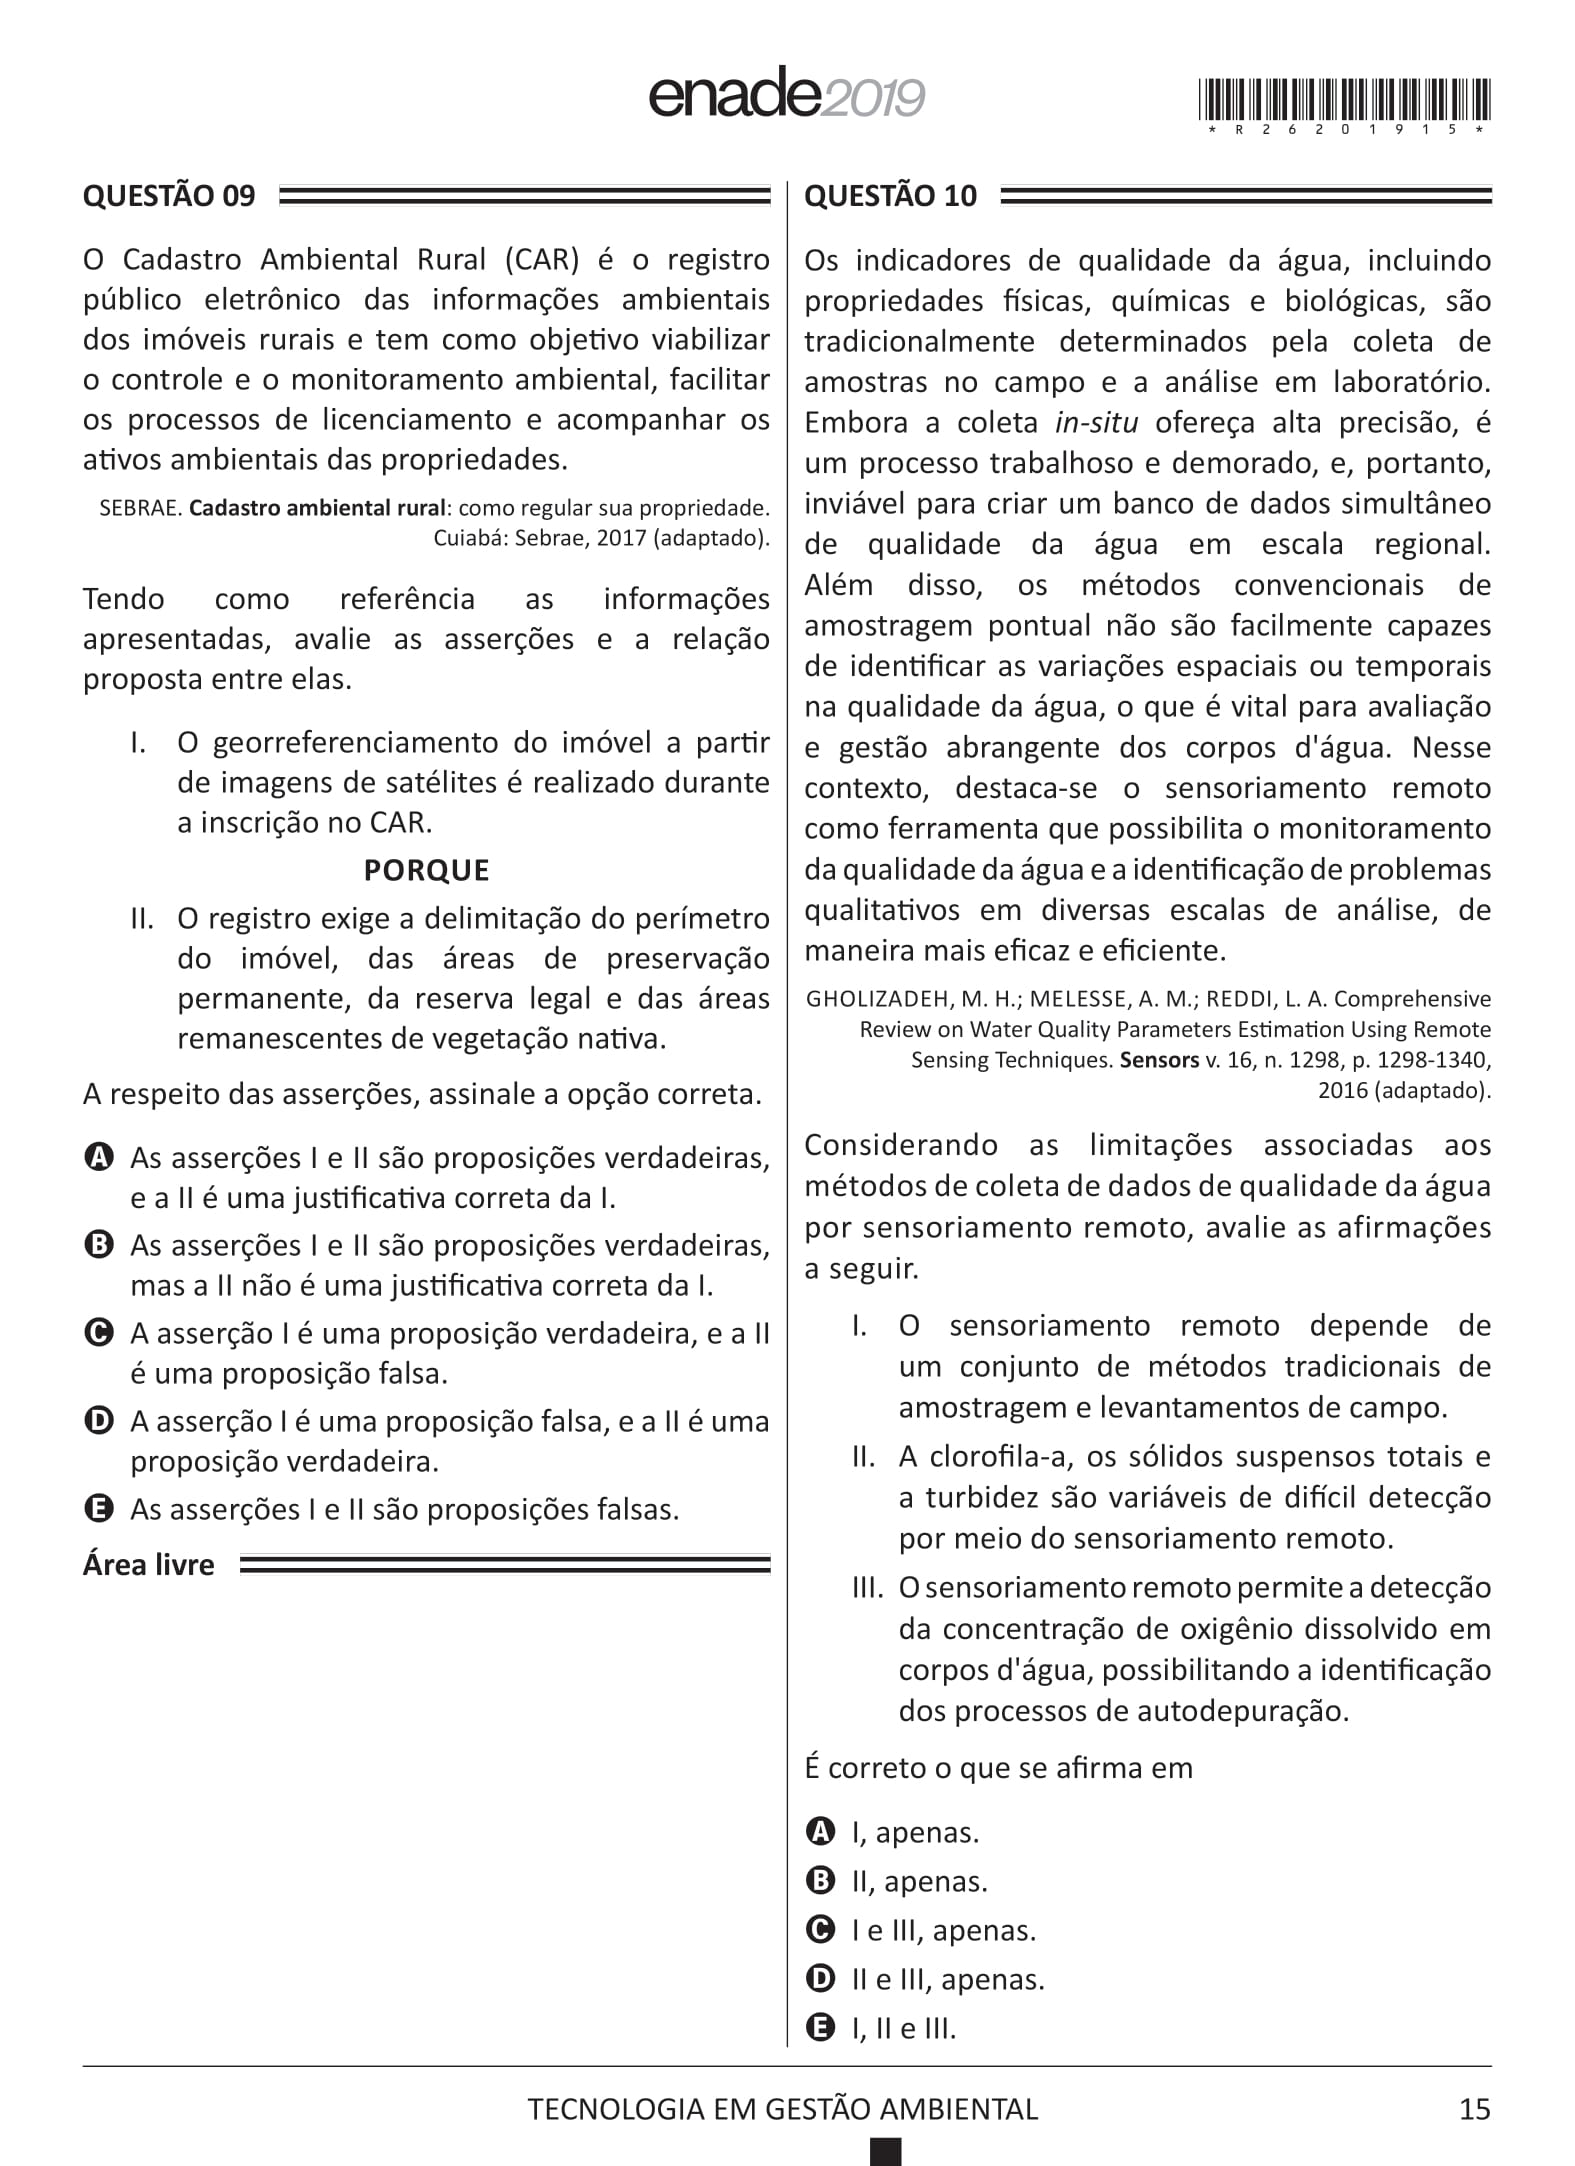 enade2019
*R26201915*
QUESTÃO 09
O Cadastro Ambiental Rural (CAR) é o registro
público eletrônico das informações ambientais
dos imóveis rurais e tem como objetivo viabilizar
o controle e o monitoramento ambiental, facilitar
os processos de licenciamento e acompanhar os
ativos ambientais das propriedades.
SEBRAE. Cadastro ambiental rural: como regular sua propriedade.
Cuiabá: Sebrae, 2017 (adaptado).
Tendo como referência as informações
apresentadas, avalie as asserções e a relação
proposta entre elas.
I. O georreferenciamento do imóvel a partir
de imagens de satélites é realizado durante
a inscrição no CAR.
PORQUE
II. O registro exige a delimitação do perímetro
do imóvel, das áreas de preservação
permanente, da reserva legal e das áreas
remanescentes de vegetação nativa.
A respeito das asserções, assinale a opção correta.
A As asserções I e II são proposições verdadeiras,
e a II é uma justificativa correta da I.
B As asserções I e II são proposições verdadeiras,
mas a II não é uma justificativa correta da I.
C A asserção I é uma proposição verdadeira, e a II
é uma proposição falsa.
D A asserção I é uma proposição falsa, e a II é uma
proposição verdadeira.
E As asserções I e II são proposições falsas.
Área livre
QUESTÃO 10
Os indicadores de qualidade da água, incluindo
propriedades físicas, químicas e biológicas, são
tradicionalmente determinados pela coleta de
amostras no campo e a análise em laboratório.
Embora a coleta in-situ ofereça alta precisão, é
um processo trabalhoso e demorado, e, portanto,
inviável para criar um banco de dados simultâneo
de qualidade da água em escala regional.
Além disso, os métodos convencionais de
amostragem pontual não são facilmente capazes
de identificar as variações espaciais ou temporais
na qualidade da água, o que é vital para avaliação
e gestão abrangente dos corpos d'água. Nesse
contexto, destaca-se o sensoriamento remoto
como ferramenta que possibilita o monitoramento
da qualidade da água e a identificação de problemas
qualitativos em diversas escalas de análise, de
maneira mais eficaz e eficiente.
GHOLIZADEH, M. H.; MELESSE, A. M.; REDDI, L. A. Comprehensive
Review on Water Quality Parameters Estimation Using Remote
Sensing Techniques. Sensors v. 16, n. 1298, p. 1298-1340,
2016 (adaptado).
Considerando as limitações associadas aos
métodos de coleta de dados de qualidade da água
por sensoriamento remoto, avalie as afirmações
a seguir.
I. O sensoriamento remoto depende de
um conjunto de métodos tradicionais de
amostragem e levantamentos de campo.
II. A clorofila-a, os sólidos suspensos totais e
a turbidez são variáveis de difícil detecção
por meio do sensoriamento remoto.
III. O sensoriamento remoto permite a detecção
da concentração de oxigênio dissolvido em
corpos d'água, possibilitando a identificação
dos processos de autodepuração.
É correto o que se afirma em
A I, apenas.
B II, apenas.
C I e III, apenas.
D II e III, apenas.
E I, II e III.
TECNOLOGIA EM GESTÃO AMBIENTAL
15